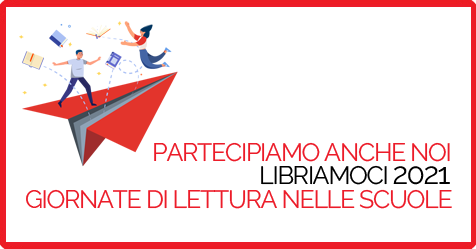 PARTECIPIAMO ANCHE NOI
LIBRIAMOCI 2021
GIORNATE DI LETTURA NELLE SCUOLE